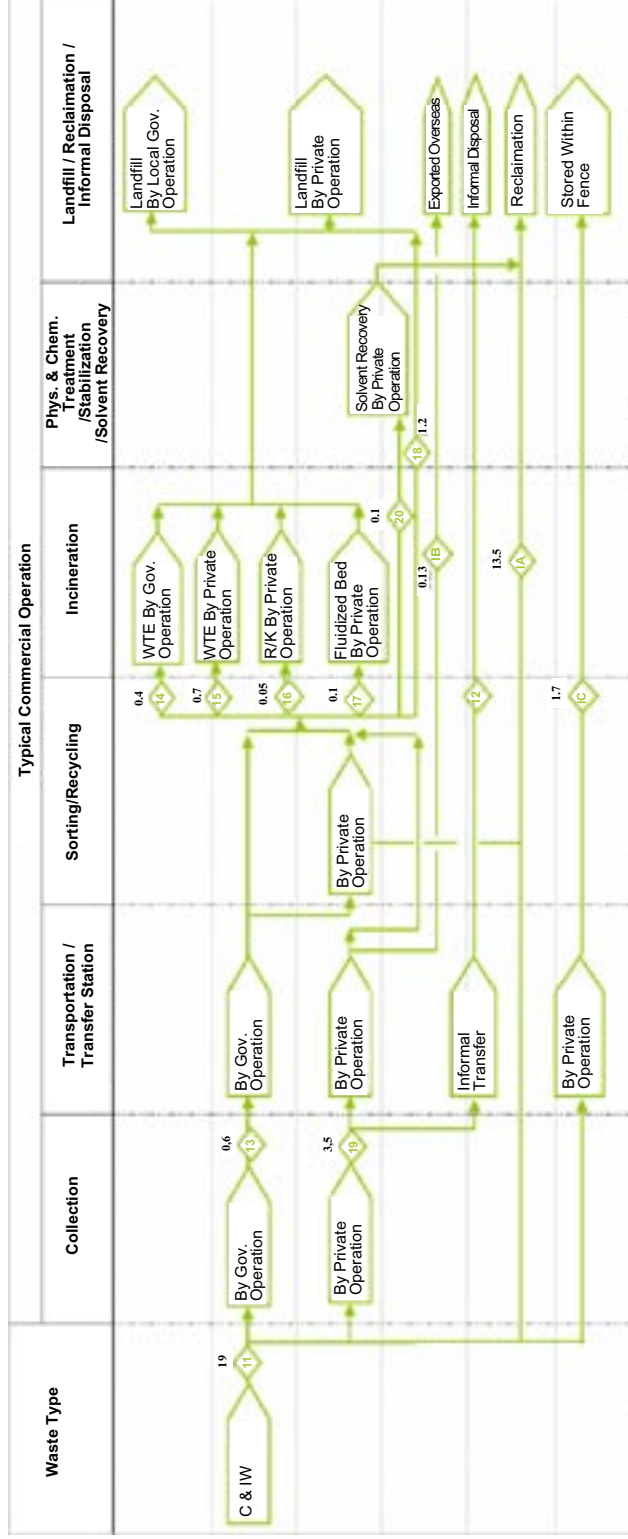 Typical Commercial Operation
Waste Type
Collection
Transportation /
Transfer Station
Sorting/Recycling
Incineration
Phys. & Chem.
Treatment
/Stabilization
/Solvent Recovery
Landfill / Reclaimation /
Informal Disposal
C & IW
19
11
By Gov.
Operation
0,6
13
By Gov.
Operation
By Private
Operation
3,5
19
By Private
Operation
Informal
Transfer
By Private
Operation
By Private
Operation
0.4
14
WTE By Gov.
Operation
0.7
15
WTE By Private
Operation
0.05
16
R/K By Private
Operation
0.1
17
Fluidized Bed
By Private
Operation
0.1
20
1.2
18
0.13
IB
12
13.5
IA
1.7
IC
Solvent Recovery
By Private
Operation
Landfill
By Local Gov.
Operation
Landfill
By Private
Operation
Exported Overseas
Informal Disposal
Reclaimation
Stored Within
Fence